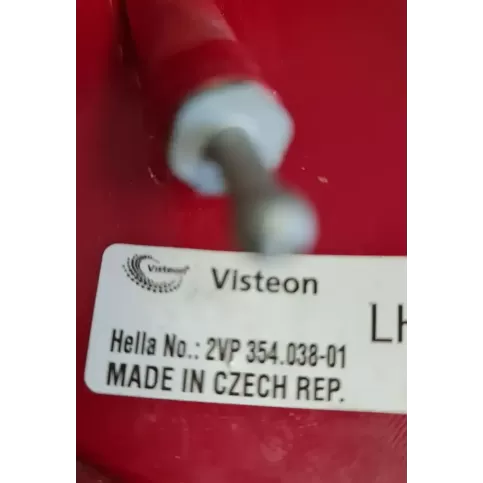 Visteon
Visteon
LH
Hella No.: 2VP 354.038-01
MADE IN CZECH REP.